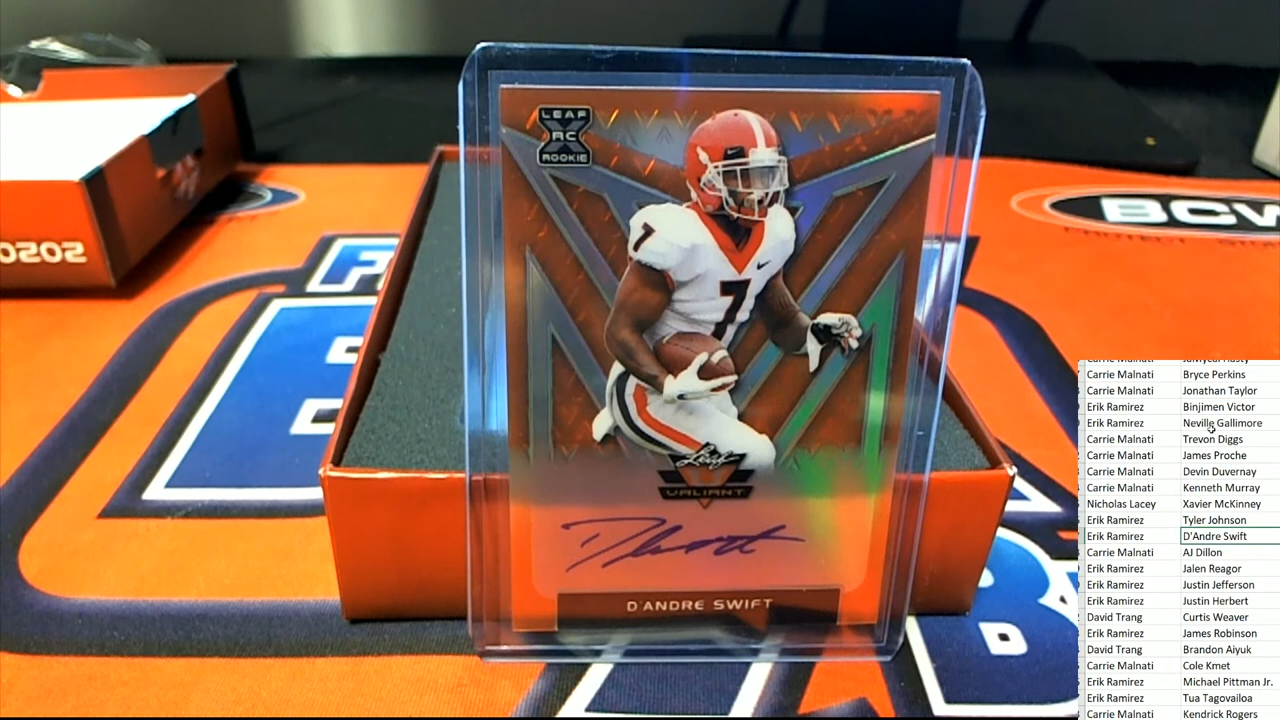 LEAF
RC
ROOKIE
7
7
Leaf
VALIANT
D'ANDRE SWIFT
BCW
Carrie Malnati
Carrie Malnati Bryce Perkins
Carrie Malnati Jonathan Taylor
Erik Ramirez Binjimen Victor
Erik Ramirez Neville Gallimore
Carrie Malnati Trevon Diggs
Carrie Malnati James Proche
Carrie Malnati Devin Duvernay
Carrie Malnati Kenneth Murray
Nicholas Lacey Xavier McKinney
Erik Ramirez Tyler Johnson
Erik Ramirez D'Andre Swift
Carrie Malnati AJ Dillon
Erik Ramirez Jalen Reagor
Erik Ramirez Justin Jefferson
Erik Ramirez Justin Herbert
David Trang Curtis Weaver
Erik Ramirez James Robinson
David Trang Brandon Aiyuk
Carrie Malnati Cole Kmet
Erik Ramirez Michael Pittman Jr.
Erik Ramirez Tua Tagovailoa
Carrie Malnati Kendrick Rogers